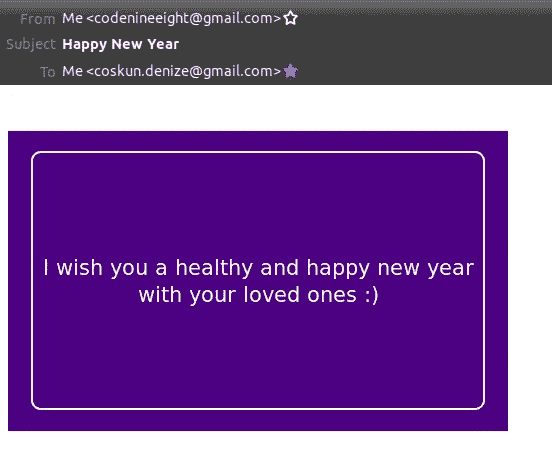 From Me <codenineeight@gmail.com>
Subject Happy New Year
To Me <coskun.denize@gmail.com>
I wish you a healthy and happy new year
with your loved ones :)